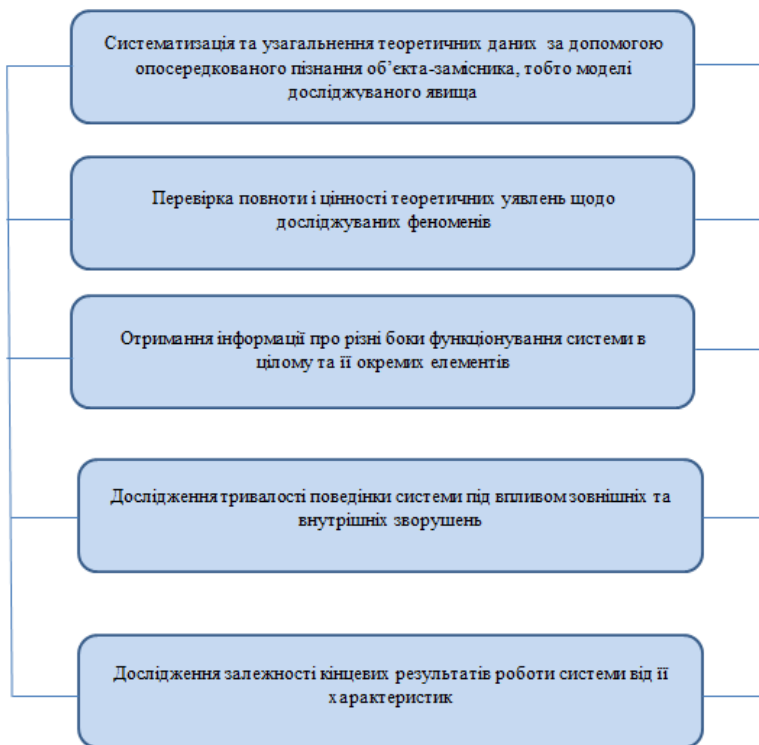 Систематизація та узагальнення теоретичних даних за допомогою
опосередкованого пізнання об’єкта-замісника, тобто моделі
досліджуваного явища
Перевірка повноти і цінності теоретичних уявлень щодо
досліджуваних феноменів
Отримання інформації про різні боки функціонування системи в
цілому та її окремих елементів
Дослідження тривалості поведінки системи під впливом зовнішніх та
внутрішніх зворушень
Дослідження залежності кінцевих результатів роботи системи від її
характеристик